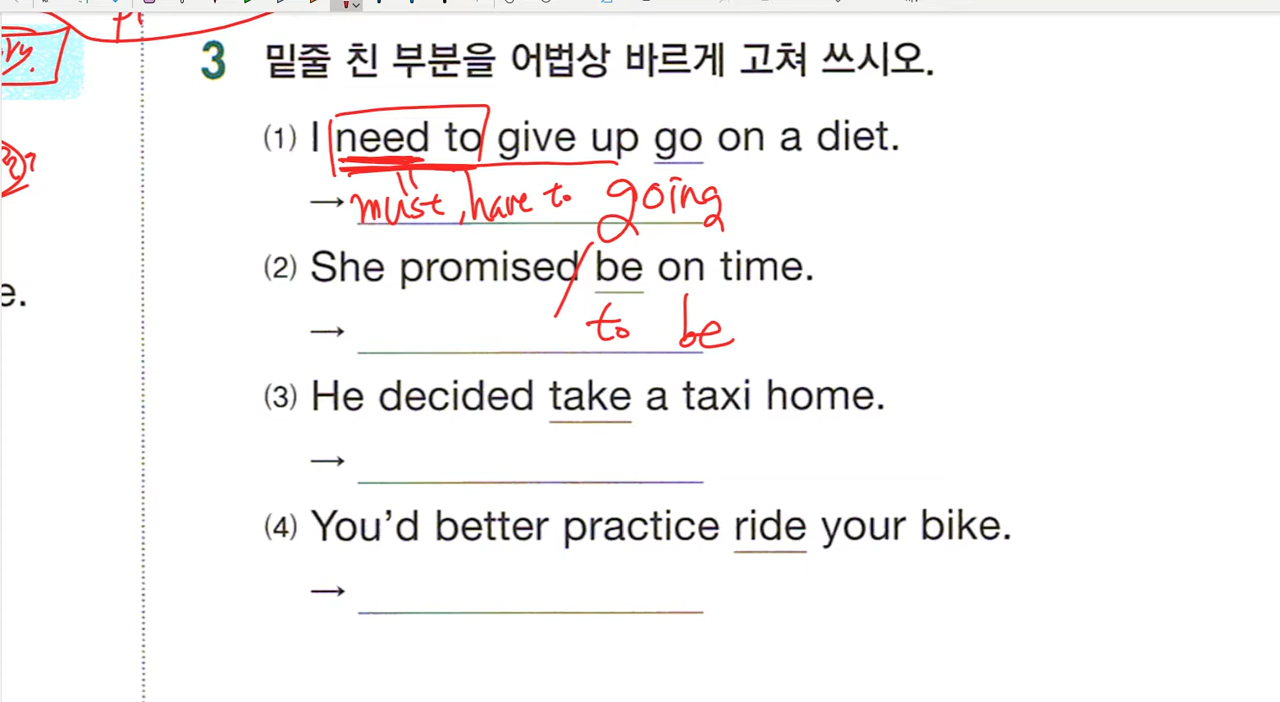 3 밑줄 친 부분을 어법상 바르게 고쳐 쓰시오.
(1) I need to give up go on a diet.
→ must, have to going
(2) She promised be on time.
→ to be
(3) He decided take a taxi home.
→
(4) You'd better practice ride your bike.
→
e.